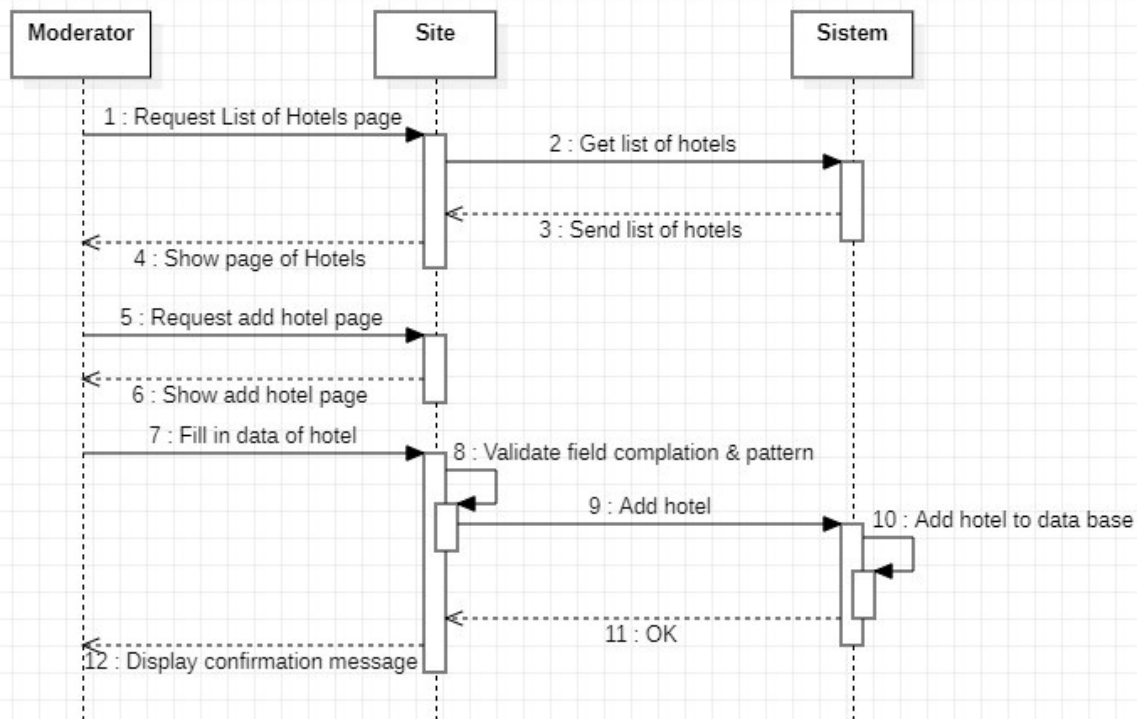 Moderator
Site
Sistem
1 : Request List of Hotels page
2 : Get list of hotels
3 : Send list of hotels
4 : Show page of Hotels
5 : Request add hotel page
6 : Show add hotel page
7 : Fill in data of hotel
8 : Validate field complation & pattern
9 : Add hotel
10 : Add hotel to data base
11 : OK
12 : Display confirmation message